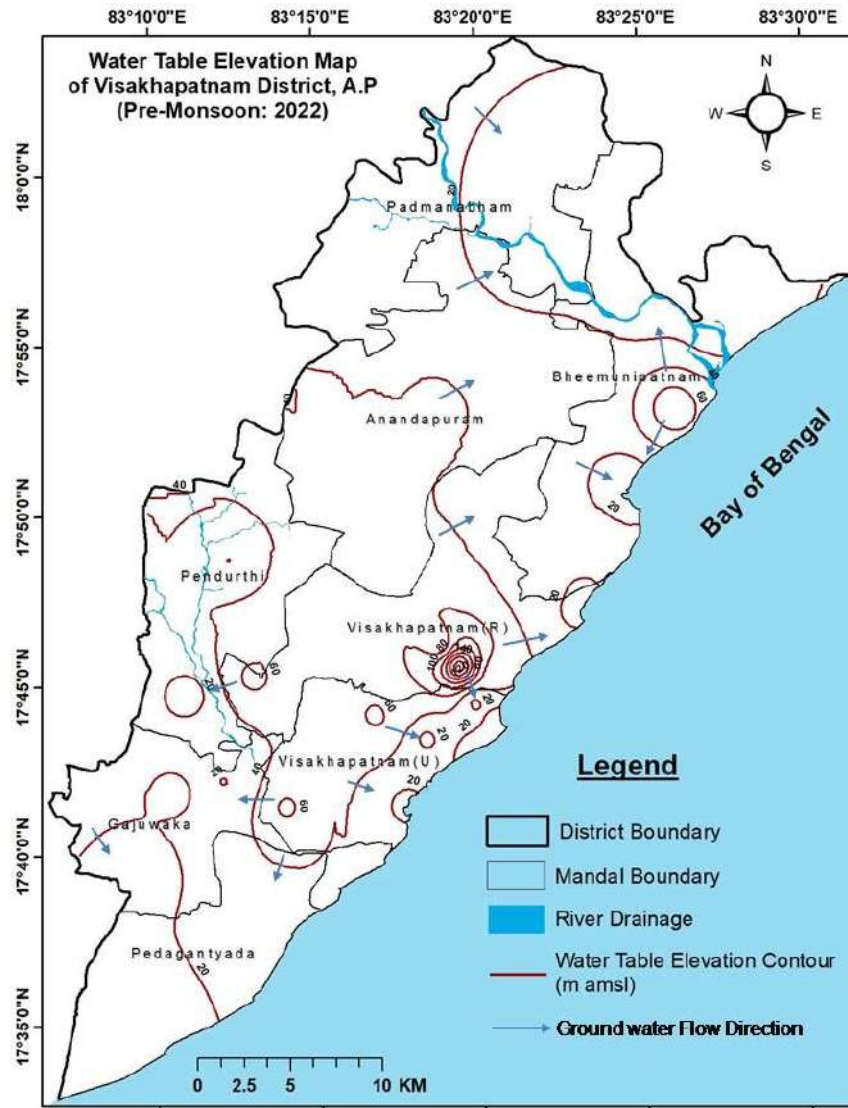 83°10'0"E 83°15'0"E 83°20'0"E 83°25'0"E 83°30'0"E
Water Table Elevation Map
of Visakhapatnam District, A.P
(Pre-Monsoon: 2022)
N
W E
S
18°0'0"N
20
Padmanabham
17°55'0"N
Bheemunipatnam
60
Anandapuram
40
20
17°50'0"N
Bay of Bengal
Pendurthi
20
Visakhapatnam(R)
80
100
60
17°45'0"N
20
20
60
20
20
Visakhapatnam(U)
40
20
20
60
Gajuwaka
17°40'0"N
Pedagantyada
20
17°35'0"N
Legend
District Boundary
Mandal Boundary
River Drainage
Water Table Elevation Contour
(m amsl)
Ground water Flow Direction
0 2.5 5 10 KM